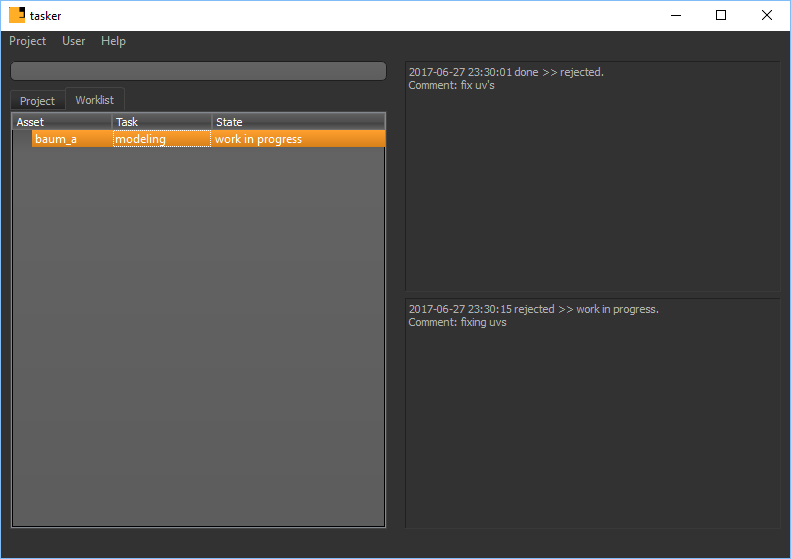 tasker
Project User Help
Project Worklist
Asset Task State
baum_a modeling work in progress
2017-06-27 23:30:01 done >> rejected.
Comment: fix uv's
2017-06-27 23:30:15 rejected >> work in progress.
Comment: fixing uvs